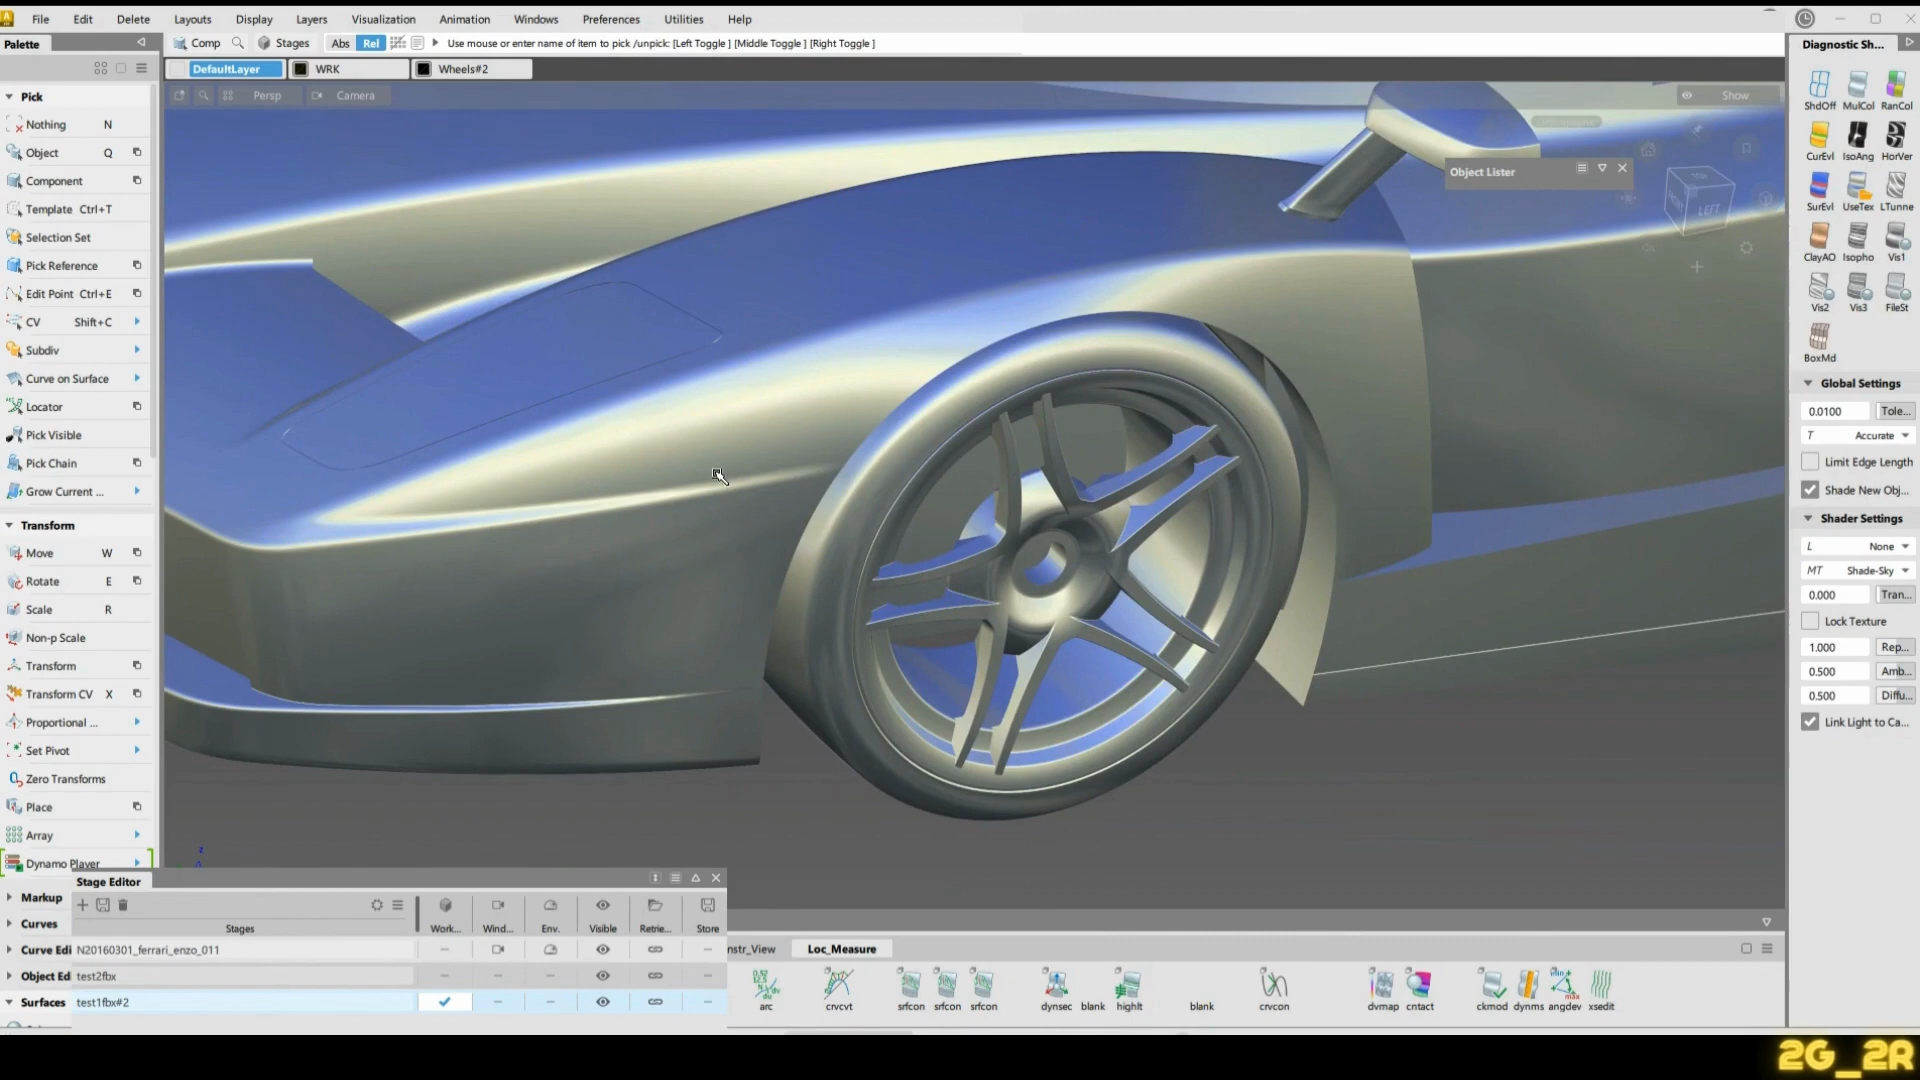 File Edit Delete Layouts Display Layers Visualization Animation Windows Preferences Utilities Help
Palette
Comp Stages Abs Rel Use mouse or enter name of item to pick /unpick: [Left Toggle ] [Middle Toggle ] [Right Toggle ]
DefaultLayer WRK Wheels#2
Persp Camera Show
Pick
Nothing N
Object Q
Component
Template Ctrl+T
Selection Set
Pick Reference
Edit Point Ctrl+E
CV Shift+C
Subdiv
Curve on Surface
Locator
Pick Visible
Pick Chain
Grow Current ...
Transform
Move W
Rotate E
Scale R
Non-p Scale
Transform
Transform CV X
Proportional ...
Set Pivot
Zero Transforms
Place
Array
Dynamo Player
Markup
Curves
Curve Edi
Object Ed
Surfaces
Object Lister
LEFT
z
Stage Editor
Stages Work... Wind... Env. Visible Retrie... Store
N20160301_ferrari_enzo_011
test2fbx
test1fbx#2
nstr_View Loc_Measure
arc crvcvt srfcon srfcon srfcon dynsec blank highlt blank crvcon dvmap cntact ckmod dynms angdev xsedit
Diagnostic Sh...
ShdOff MulCol RanCol
CurEvl IsoAng HorVer
SurEvl UseTex LTunne
ClayAO Isopho Vis1
Vis2 Vis3 FileSt
BoxMd
Global Settings
0.0100 Tole...
T Accurate
Limit Edge Length
Shade New Obj...
Shader Settings
L None
MT Shade-Sky
0.000 Tran...
Lock Texture
1.000 Rep...
0.500 Amb...
0.500 Diffu...
Link Light to Ca...
2G_2R